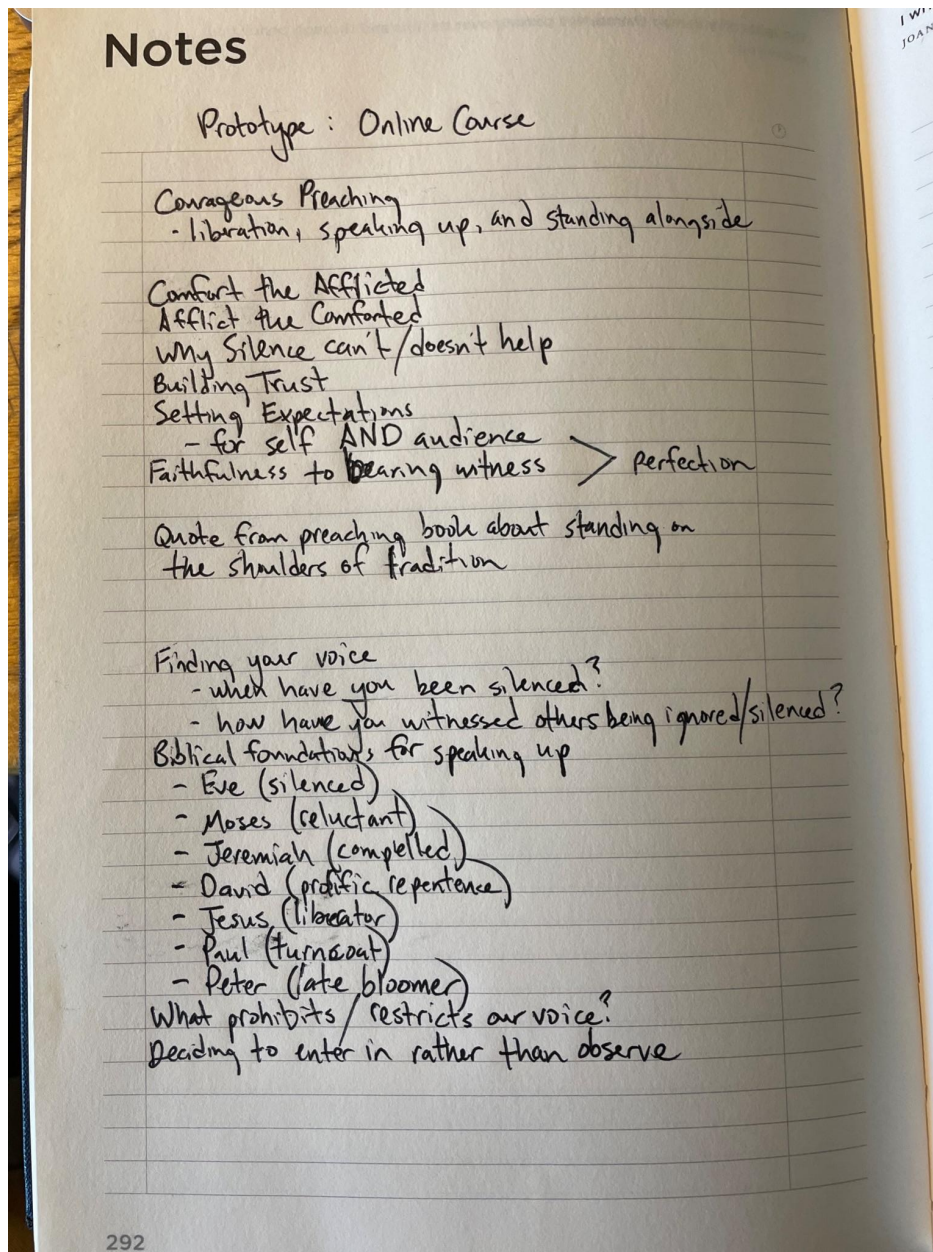 Notes
Prototype: Online Course
Courageous Preaching
- liberation, speaking up, and standing alongside
Comfort the Afflicted
Afflict the Comforted
Why Silence can't/doesn't help
Building Trust
Setting Expectations
- for self AND audience
Faithfulness to bearing witness > perfection
Quote from preaching book about standing on
the shoulders of tradition
Finding your voice
- when have you been silenced?
- how have you witnessed others being ignored/silenced?
Biblical foundations for speaking up
- Eve (silenced)
- Moses (reluctant)
- Jeremiah (compelled)
- David (prolific repentence)
- Jesus (liberator)
- Paul (turncoat)
- Peter (late bloomer)
What prohibits/restricts our voice?
Deciding to enter in rather than observe
292
I
JOAN